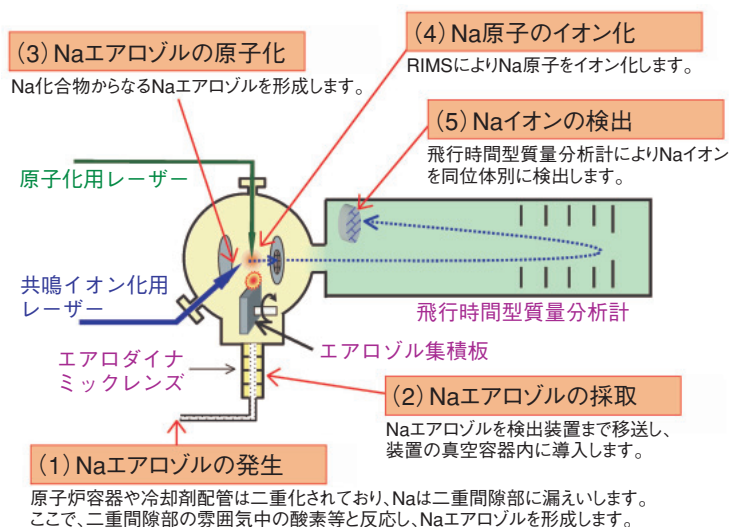 (3)Naエアロゾルの原子化
Na化合物からなるNaエアロゾルを形成します。
(4)Na原子のイオン化
RIMSによりNa原子をイオン化します。
(5)Naイオンの検出
飛行時間型質量分析計によりNaイオン
を同位体別に検出します。
原子化用レーザー
共鳴イオン化用
レーザー
飛行時間型質量分析計
エアロゾル集積板
エアロダイナ
ミックレンズ
(2)Naエアロゾルの採取
Naエアロゾルを検出装置まで移送し、
装置の真空容器内に導入します。
(1)Naエアロゾルの発生
原子炉容器や冷却剤配管は二重化されており、Naは二重間隙部に漏えいします。
ここで、二重間隙部の雰囲気中の酸素等と反応し、Naエアロゾルを形成します。